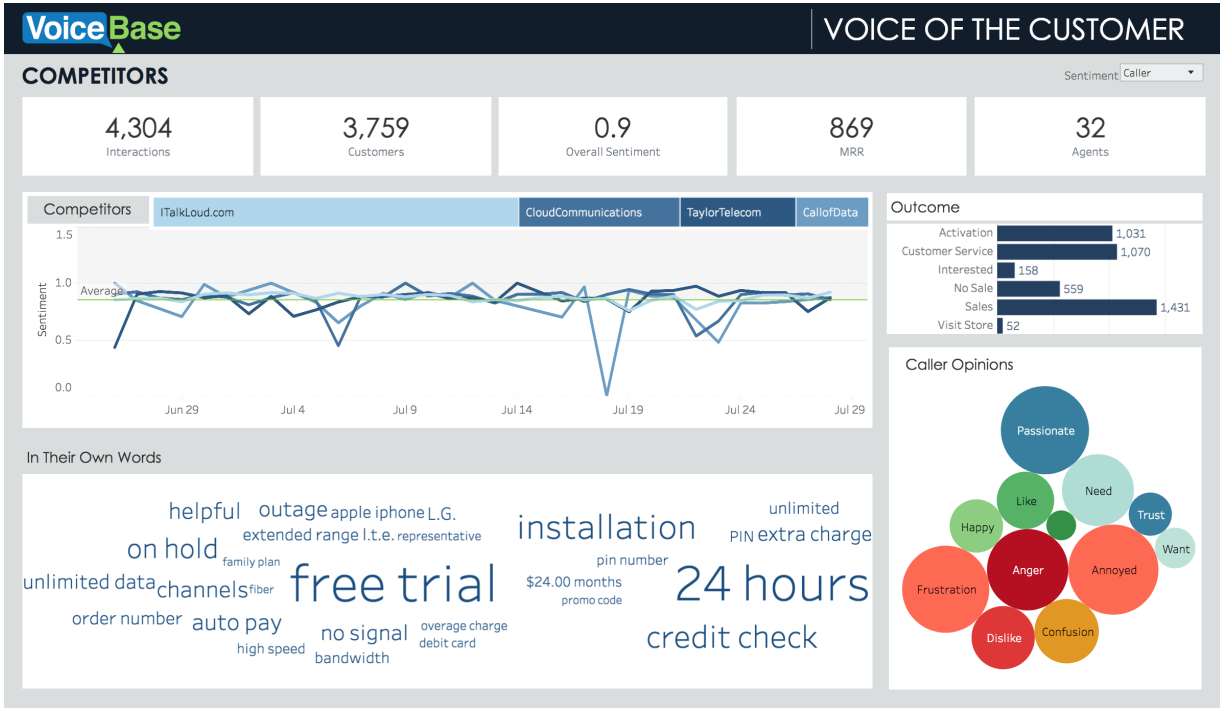 VoiceBase
VOICE OF THE CUSTOMER
COMPETITORS
Sentiment Caller
4,304
Interactions
3,759
Customers
0.9
Overall Sentiment
869
MRR
32
Agents
Competitors
ITalkLoud.com
CloudCommunications
TaylorTelecom
CallofData
1.5
1.0
0.5
0.0
Sentiment
Average
Jun 29
Jul 4
Jul 9
Jul 14
Jul 19
Jul 24
Jul 29
Outcome
Activation 1,031
Customer Service 1,070
Interested 158
No Sale 559
Sales 1,431
Visit Store 52
In Their Own Words
helpful
outage
apple iphone
L.G.
extended range
l.t.e.
representative
on hold
family plan
unlimited data
channels
fiber
free trial
order number
auto pay
no signal
overage charge
debit card
high speed
bandwidth
installation
unlimited
PIN
extra charge
pin number
$24.00 months
promo code
24 hours
credit check
Caller Opinions
Passionate
Need
Like
Trust
Happy
Want
Anger
Annoyed
Frustration
Confusion
Dislike